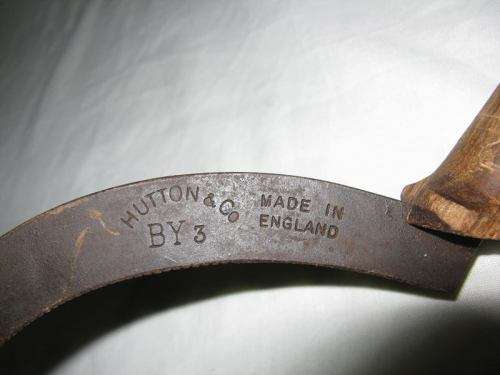 HUTTON & Co
BY 3
MADE IN
ENGLAND